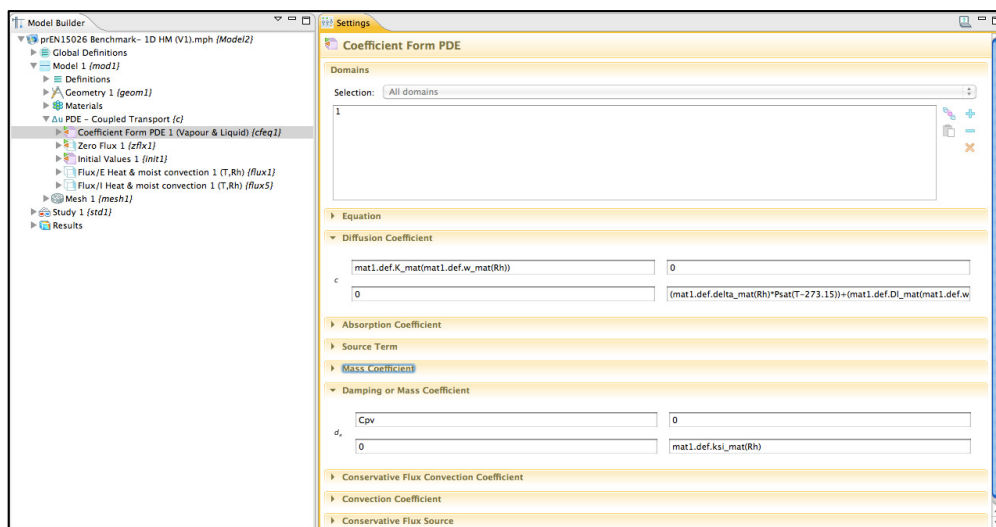 Model Builder
prEN15026 Benchmark- 1D HM (V1).mph {Model2}
Global Definitions
Model 1 {mod1}
Definitions
Geometry 1 {geom1}
Materials
Δu PDE - Coupled Transport {c}
Coefficient Form PDE 1 (Vapour & Liquid) {cfeq1}
Zero Flux 1 {zflx1}
Initial Values 1 {init1}
Flux/E Heat & moist convection 1 (T,Rh) {flux1}
Flux/I Heat & moist convection 1 (T,Rh) {flux5}
Mesh 1 {mesh1}
Study 1 {std1}
Results
Settings
Coefficient Form PDE
Domains
Selection: All domains
1
Equation
Diffusion Coefficient
mat1.def.K_mat(mat1.def.w_mat(Rh)) 0
c
0 (mat1.def.delta_mat(Rh)*Psat(T-273.15))+(mat1.def.Dl_mat(mat1.def.w
Absorption Coefficient
Source Term
Mass Coefficient
Damping or Mass Coefficient
Cpv 0
dₐ
0 mat1.def.ksi_mat(Rh)
Conservative Flux Convection Coefficient
Convection Coefficient
Conservative Flux Source